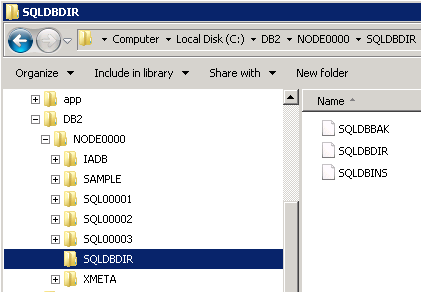 SQLDBDIR
Computer Local Disk (C:) DB2 NODE0000 SQLDBDIR
Organize Include in library Share with New folder
app
DB2
NODE0000
IADB
SAMPLE
SQL00001
SQL00002
SQL00003
SQLDBDIR
XMETA
Name
SQLDBBAK
SQLDBDIR
SQLDBINS